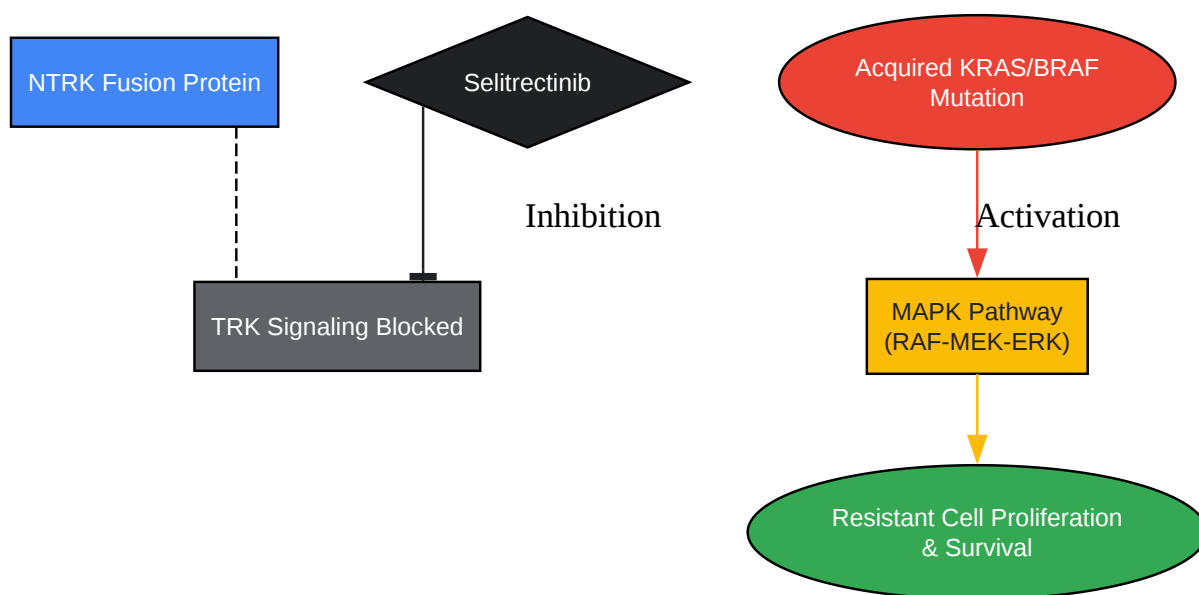 NTRK Fusion Protein
Selitrectinib
Acquired KRAS/BRAF
Mutation
Inhibition
Activation
TRK Signaling Blocked
MAPK Pathway
(RAF-MEK-ERK)
Resistant Cell Proliferation
& Survival